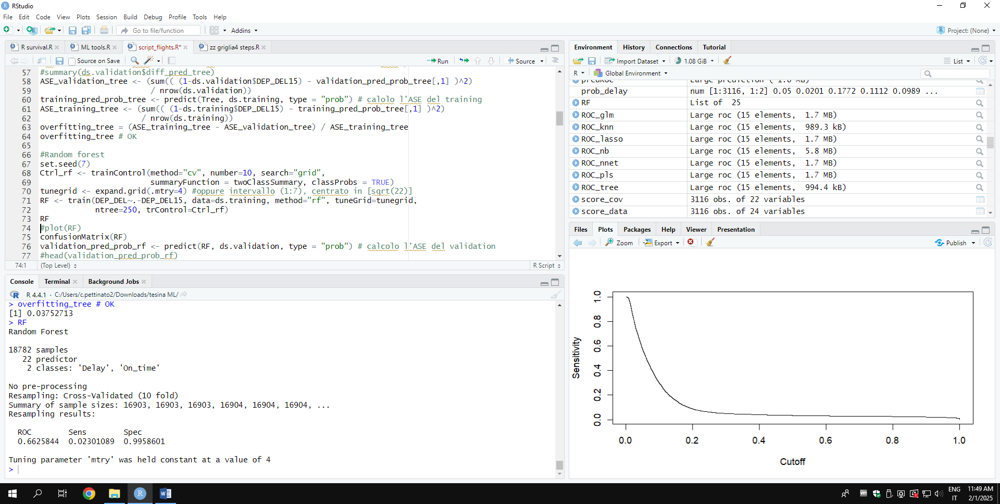 RStudio
File Edit Code View Plots Session Build Debug Profile Tools Help
Go to file/function Addins Project: (None)
R survival.R ML tools.R script_flights.R* zz griglia4 steps.R
Source on Save Run Source
57 #summary(ds.validation$diff_pred_tree)
58 ASE_validation_tree <- (sum(( (1-ds.validation$DEP_DEL15) - validation_pred_prob_tree[,1] )^2)
59 / nrow(ds.validation))
60 training_pred_prob_tree <- predict(Tree, ds.training, type = "prob") # calolo l'ASE del training
61 ASE_training_tree <- (sum(( (1-ds.training$DEP_DEL15) - training_pred_prob_tree[,1] )^2)
62 / nrow(ds.training))
63 overfitting_tree = (ASE_training_tree - ASE_validation_tree) / ASE_training_tree
64 overfitting_tree # OK
65
66 #Random forest
67 set.seed(7)
68 Ctrl_rf <- trainControl(method="cv", number=10, search="grid",
69 summaryFunction = twoClassSummary, classProbs = TRUE)
70 tunegrid <- expand.grid(.mtry=4) #oppure intervallo (1:7), centrato in [sqrt(22)]
71 RF <- train(DEP_DEL~.-DEP_DEL15, data=ds.training, method="rf", tuneGrid=tunegrid,
72 ntree=250, trControl=Ctrl_rf)
73 RF
74 #plot(RF)
75 confusionMatrix(RF)
76 validation_pred_prob_rf <- predict(RF, ds.validation, type = "prob") # calcolo l'ASE del validation
77 #head(validation_pred_prob_rf)
74:1 (Top Level) R Script
Console Terminal Background Jobs
R 4.4.1 · C:/Users/c.pettinato2/Downloads/tesina ML/
> overfitting_tree # OK
[1] 0.03752713
> RF
Random Forest
18782 samples
22 predictor
2 classes: 'Delay', 'On_time'
No pre-processing
Resampling: Cross-Validated (10 fold)
Summary of sample sizes: 16903, 16903, 16903, 16904, 16904, 16904, ...
Resampling results:
ROC Sens Spec
0.6625844 0.02301089 0.9958601
Tuning parameter 'mtry' was held constant at a value of 4
>
Environment History Connections Tutorial
Import Dataset 1.08 GiB List
R Global Environment
predRoc Large prediction ( 1.6 MB)
prob_delay num [1:3116, 1:2] 0.05 0.0201 0.1772 0.1112 0.0989 ...
RF List of 25
ROC_glm Large roc (15 elements, 1.7 MB)
ROC_knn Large roc (15 elements, 989.3 kB)
ROC_lasso Large roc (15 elements, 1.7 MB)
ROC_nb Large roc (15 elements, 5.8 MB)
ROC_nnet Large roc (15 elements, 1.7 MB)
ROC_pls Large roc (15 elements, 1.7 MB)
ROC_tree Large roc (15 elements, 994.4 kB)
score_cov 3116 obs. of 22 variables
score_data 3116 obs. of 24 variables
Files Plots Packages Help Viewer Presentation
Zoom Export Publish
Sensitivity
1.0
0.8
0.6
0.4
0.2
0.0
0.0 0.2 0.4 0.6 0.8 1.0
Cutoff
ENG
IT
11:49 AM
2/1/2025